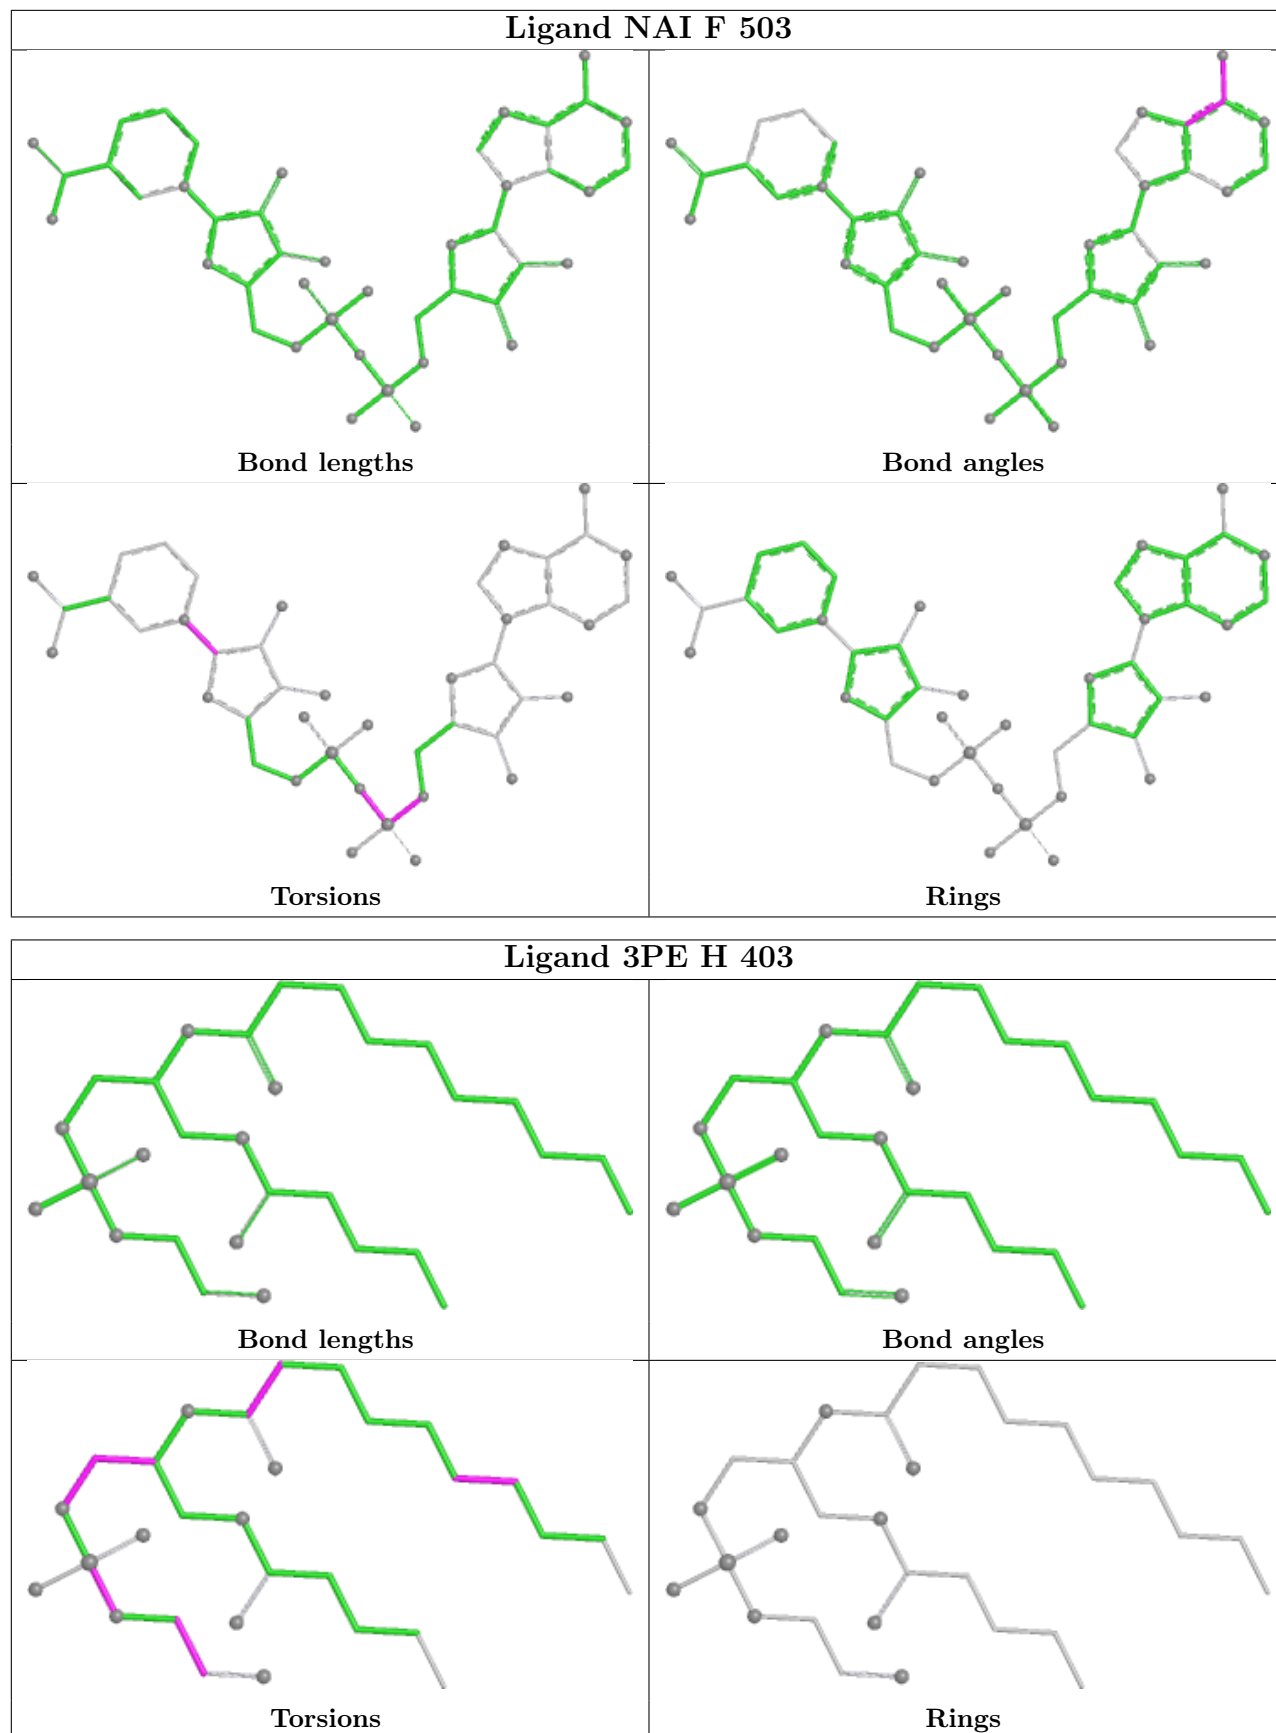 Ligand NAI F 503
Bond lengths
Bond angles
Torsions
Rings
Ligand 3PE H 403
Bond lengths
Bond angles
Torsions
Rings